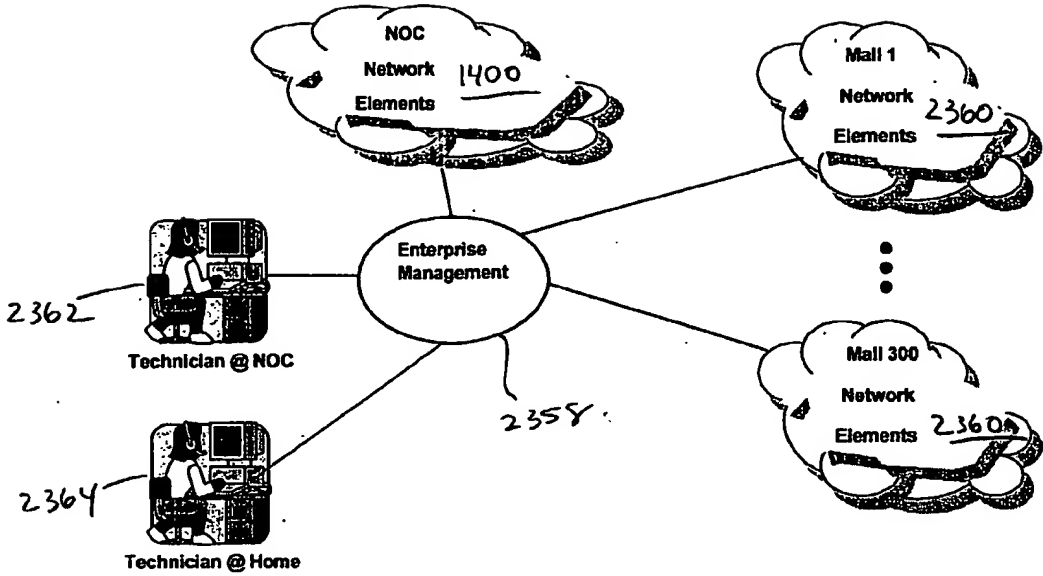 NOC
Network
Elements
1400
Mall 1
Network
Elements
2360
Enterprise
Management
2362
Technician @ NOC
2358
Mall 300
Network
Elements
2360
2364
Technician @ Home